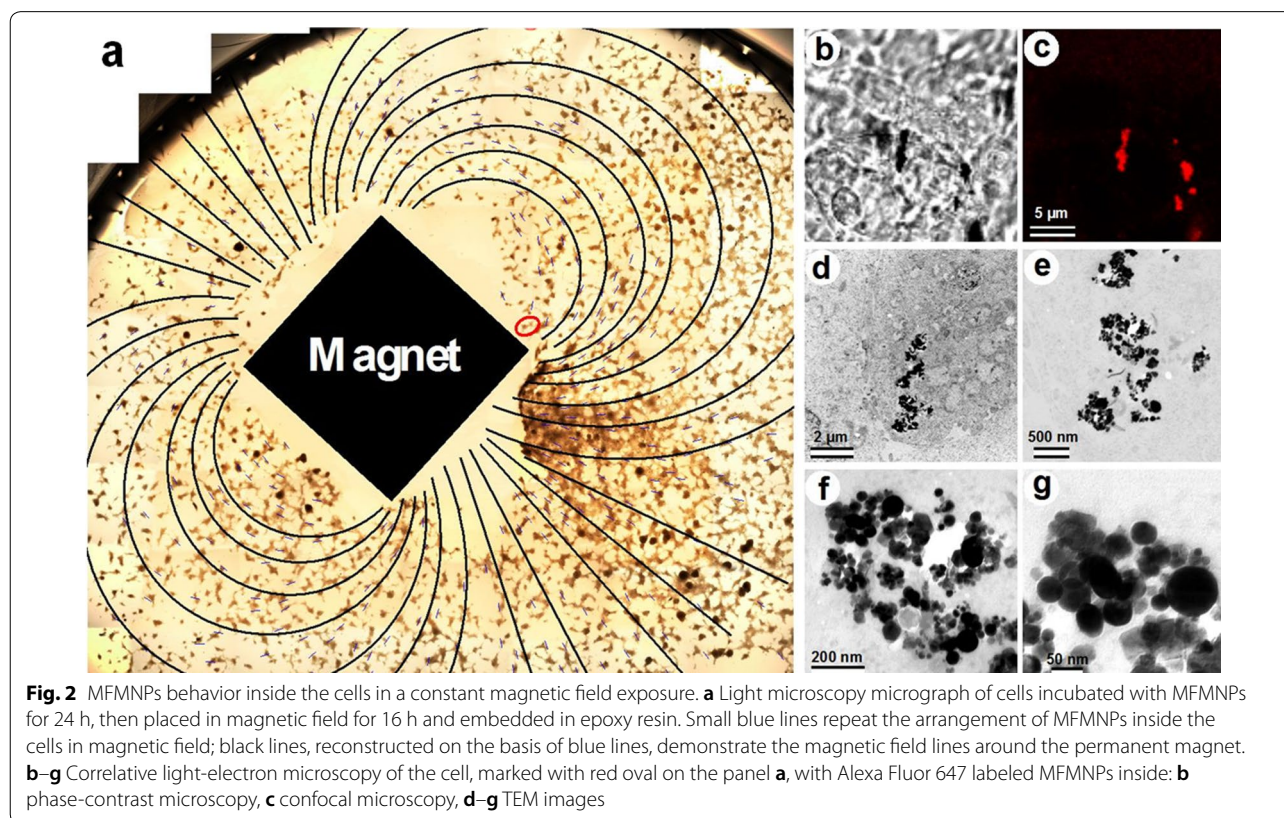 a
Magnet
b
c
5 µm
d
2 µm
e
500 nm
f
200 nm
g
50 nm
Fig. 2 MFMNPs behavior inside the cells in a constant magnetic field exposure. a Light microscopy micrograph of cells incubated with MFMNPs
for 24 h, then placed in magnetic field for 16 h and embedded in epoxy resin. Small blue lines repeat the arrangement of MFMNPs inside the
cells in magnetic field; black lines, reconstructed on the basis of blue lines, demonstrate the magnetic field lines around the permanent magnet.
b–g Correlative light-electron microscopy of the cell, marked with red oval on the panel a, with Alexa Fluor 647 labeled MFMNPs inside: b
phase-contrast microscopy, c confocal microscopy, d–g TEM images